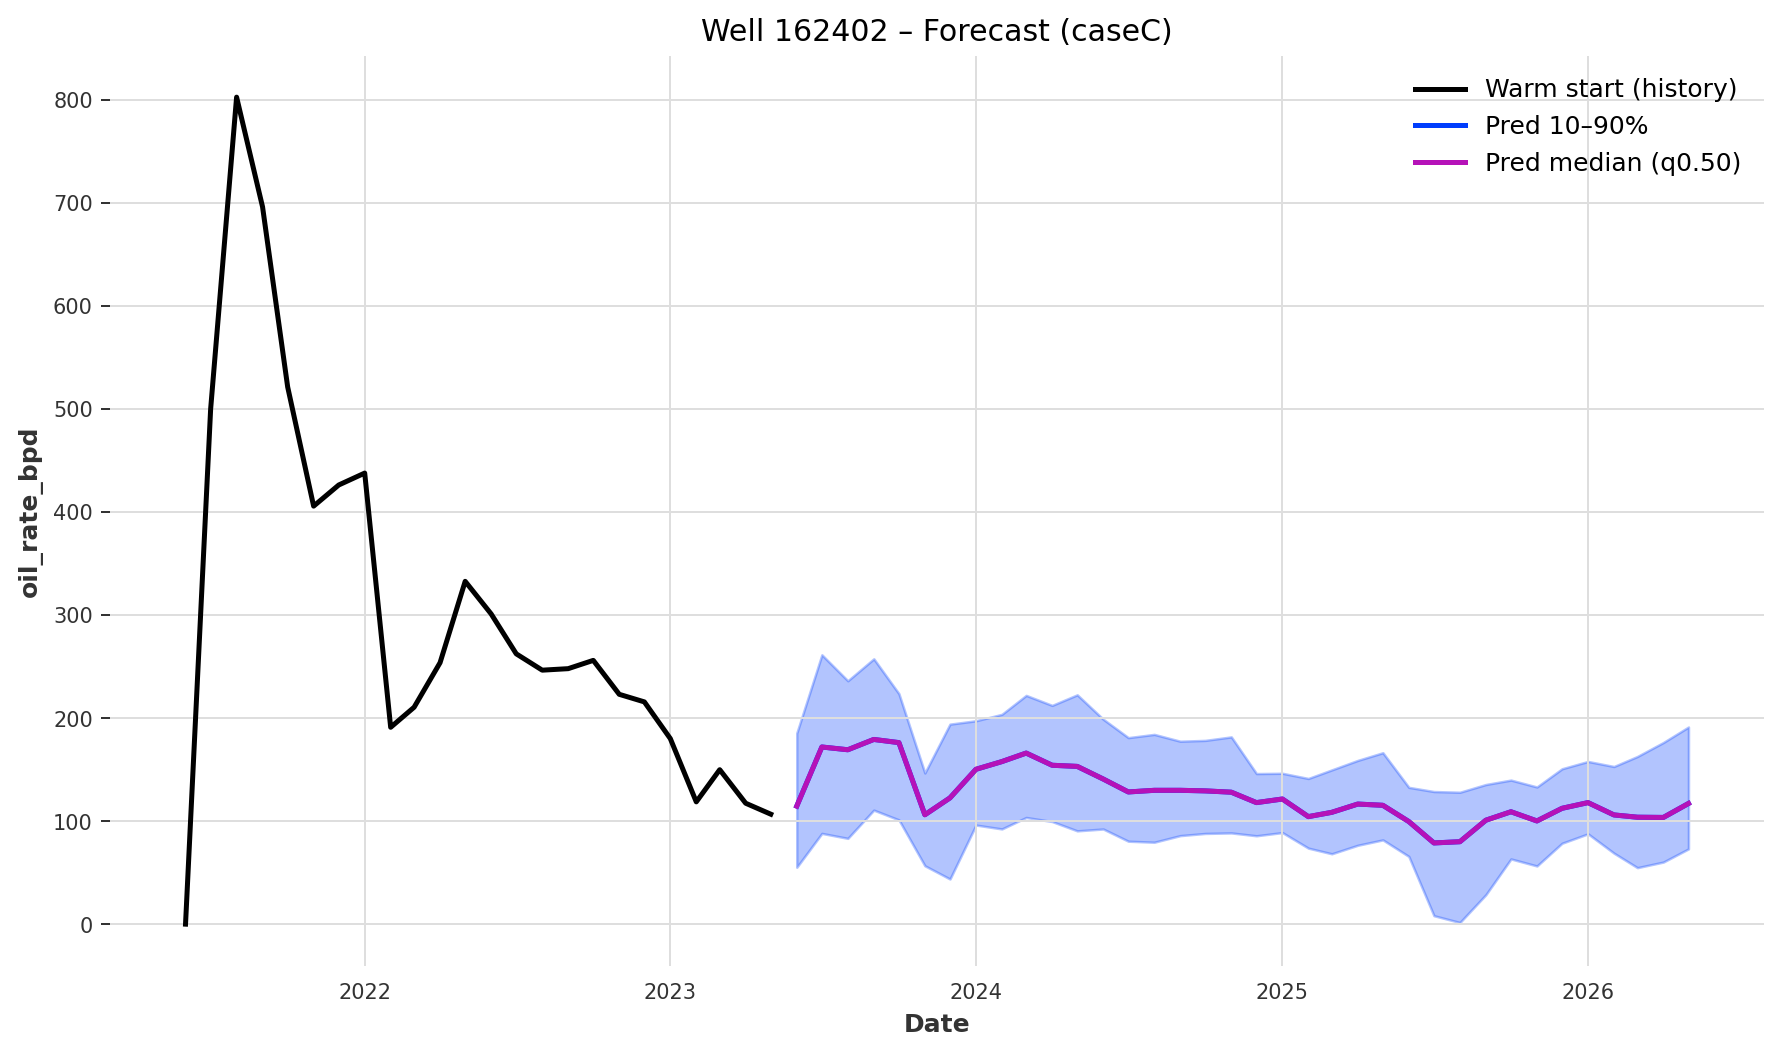 Well 162402 – Forecast (caseC)
Warm start (history)
Pred 10–90%
Pred median (q0.50)
oil_rate_bpd
800
700
600
500
400
300
200
100
0
2022
2023
2024
2025
2026
Date